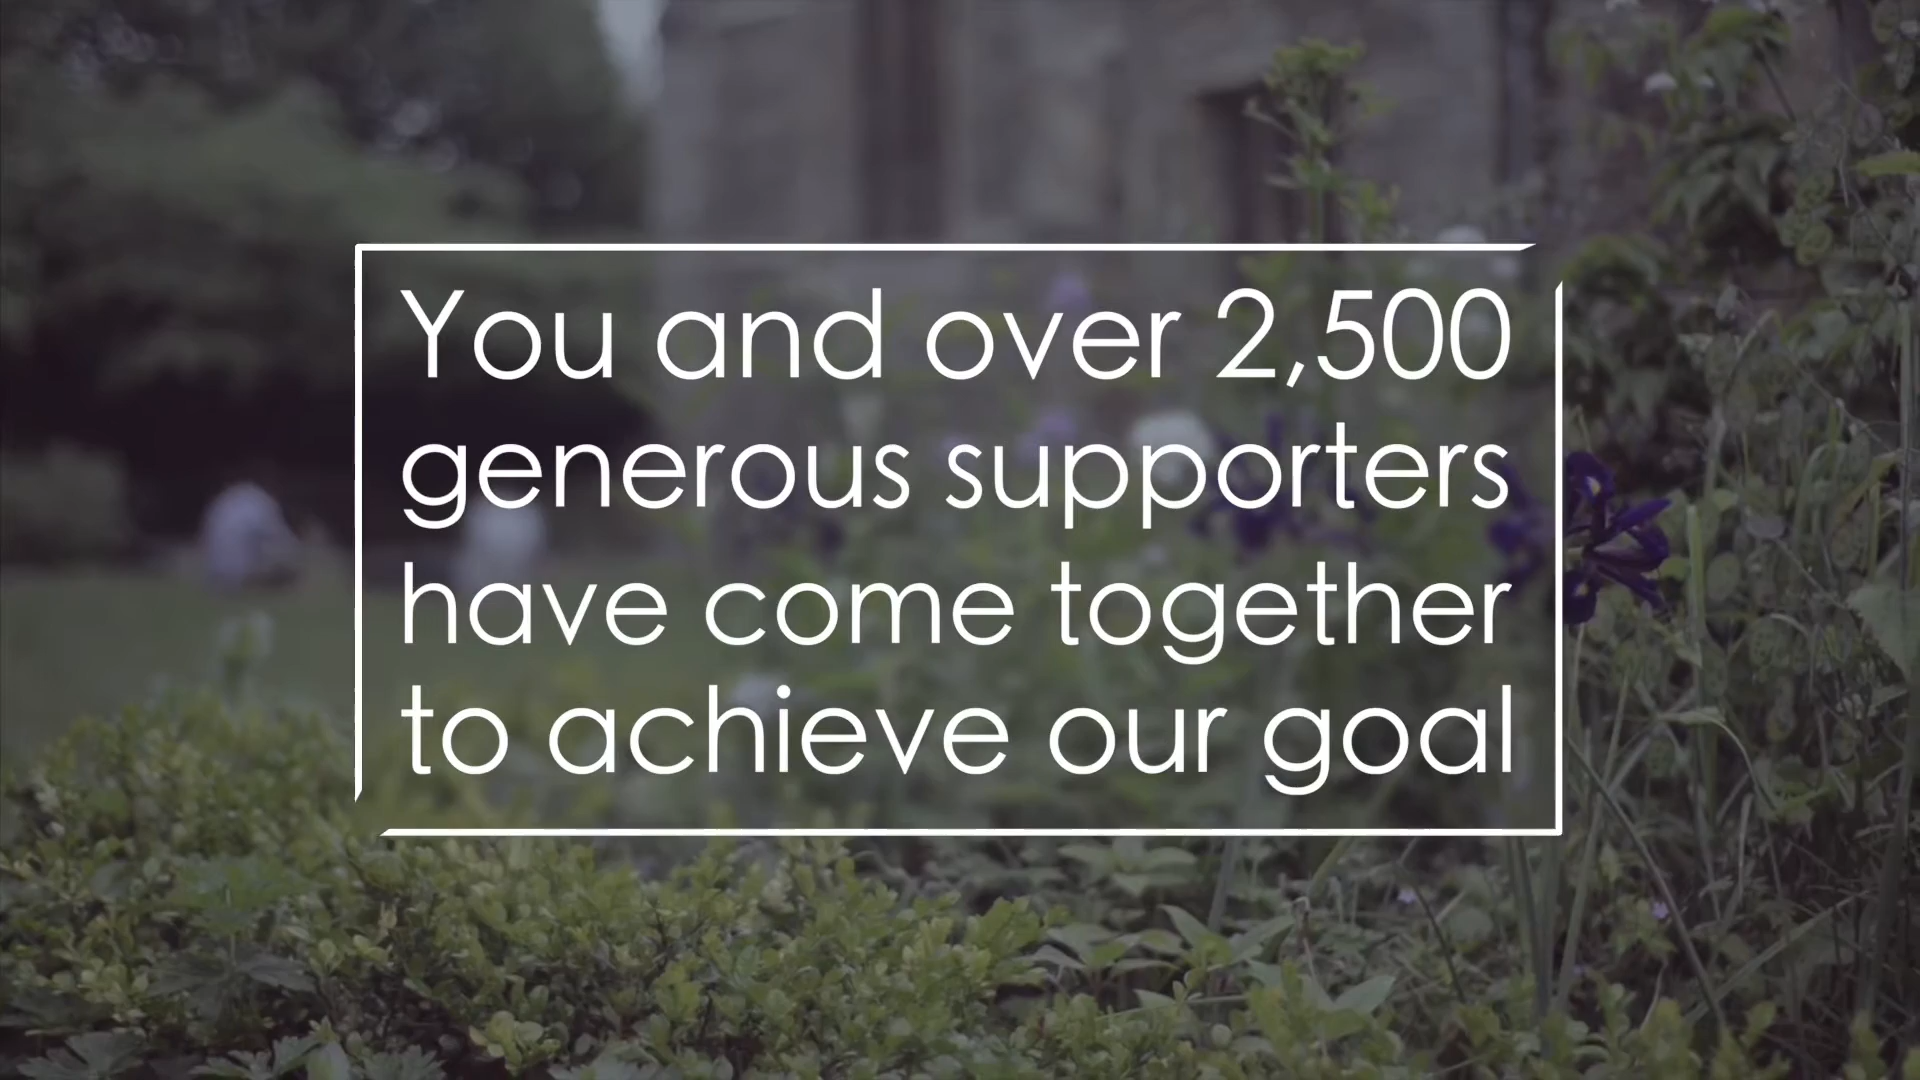 You and over 2,500
generous supporters
have come together
to achieve our goal